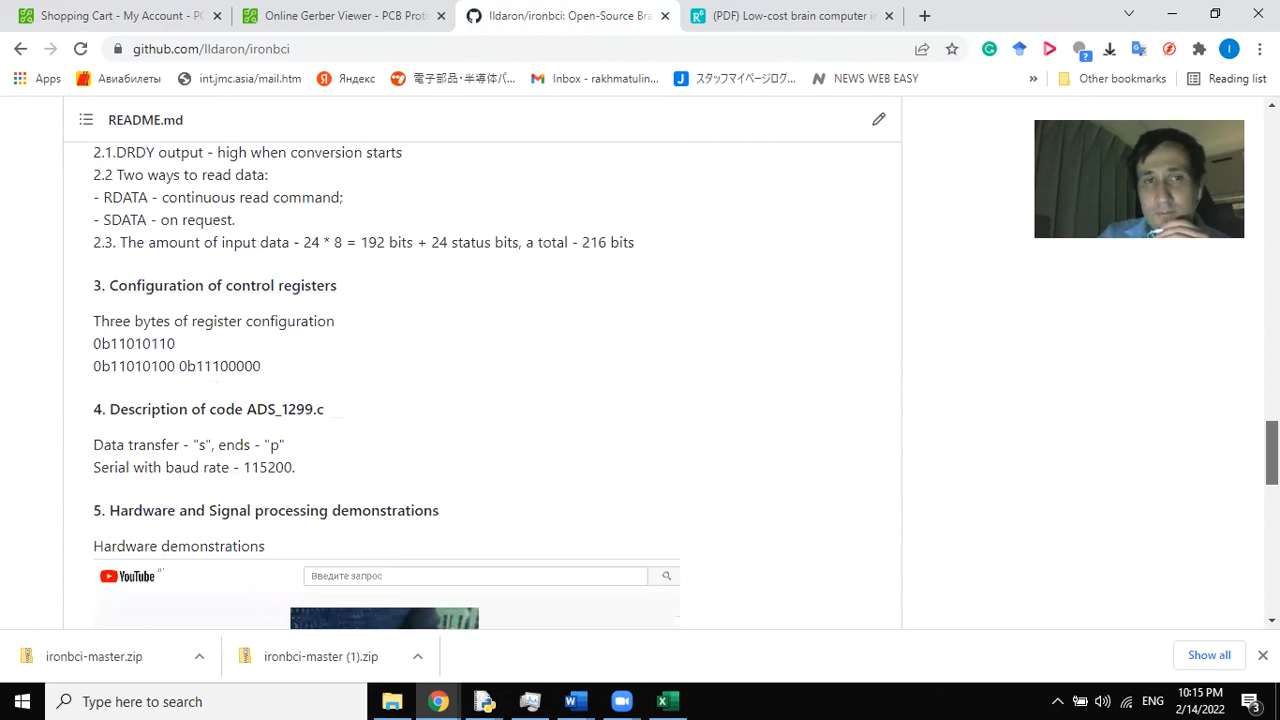 Shopping Cart - My Account - PC
Online Gerber Viewer - PCB Prot
lldaron/ironbci: Open-Source Bra
(PDF) Low-cost brain computer in
github.com/lldaron/ironbci
Apps
Авиабилеты
int.jmc.asia/mail.htm
Яндекс
電子部品・半導体パ...
Inbox - rakhmatulin...
スタッフマイページログ...
NEWS WEB EASY
»
Other bookmarks
Reading list
README.md
2.1.DRDY output - high when conversion starts
2.2 Two ways to read data:
- RDATA - continuous read command;
- SDATA - on request.
2.3. The amount of input data - 24 * 8 = 192 bits + 24 status bits, a total - 216 bits
3. Configuration of control registers
Three bytes of register configuration
0b11010110
0b11010100 0b11100000
4. Description of code ADS_1299.c
Data transfer - "s", ends - "p"
Serial with baud rate - 115200.
5. Hardware and Signal processing demonstrations
Hardware demonstrations
YouTube
Введите запрос
ironbci-master.zip
ironbci-master (1).zip
Show all
Type here to search
ENG
10:15 PM
2/14/2022
3